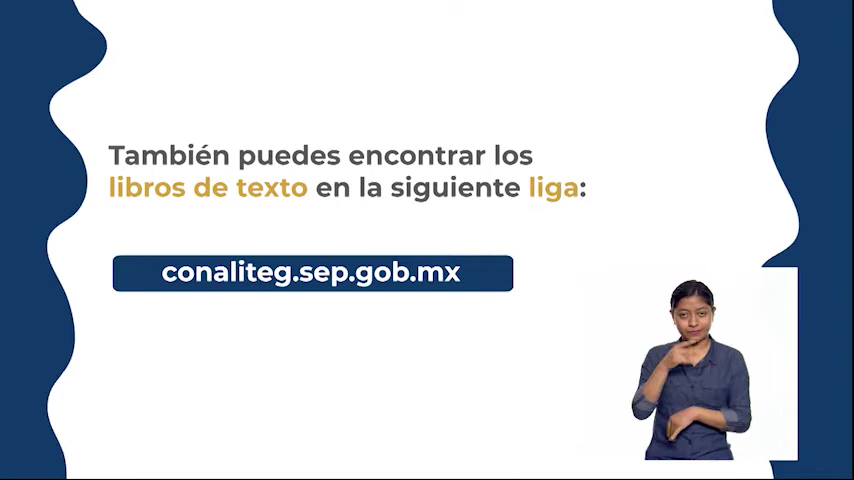 También puedes encontrar los
libros de texto en la siguiente liga:
conaliteg.sep.gob.mx